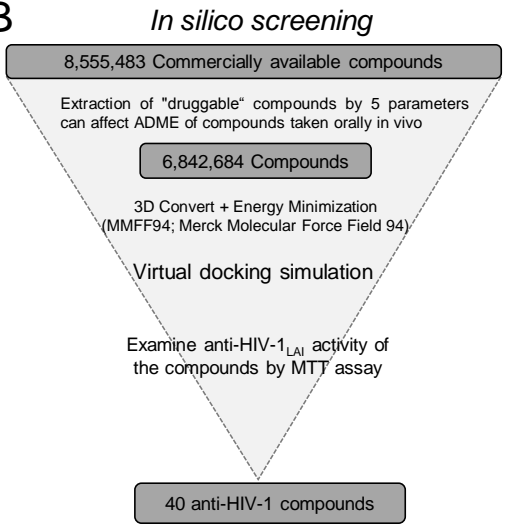 B
In silico screening
8,555,483 Commercially available compounds
Extraction of "druggable“ compounds by 5 parameters
can affect ADME of compounds taken orally in vivo
6,842,684 Compounds
3D Convert + Energy Minimization
(MMFF94; Merck Molecular Force Field 94)
Virtual docking simulation
Examine anti-HIV-1LAI activity of
the compounds by MTT assay
40 anti-HIV-1 compounds